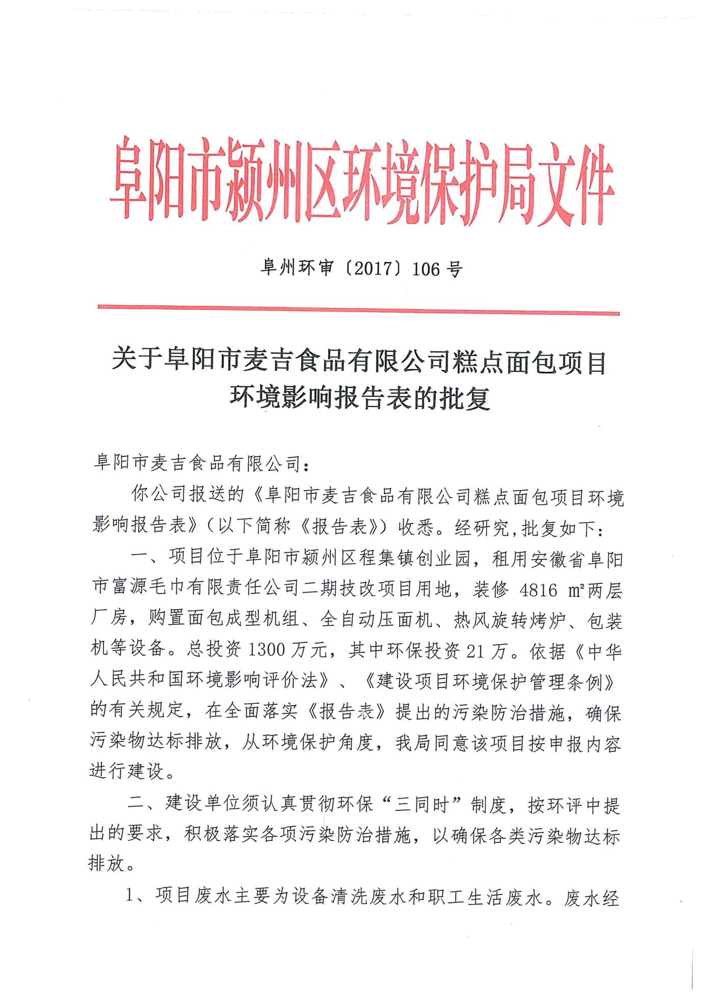 阜阳市颍州区环境保护局文件
阜州环审〔2017〕106号
关于阜阳市麦吉食品有限公司糕点面包项目
环境影响报告表的批复
阜阳市麦吉食品有限公司：
你公司报送的《阜阳市麦吉食品有限公司糕点面包项目环境
影响报告表》（以下简称《报告表》）收悉。经研究,批复如下：
一、项目位于阜阳市颍州区程集镇创业园，租用安徽省阜阳
市富源毛巾有限责任公司二期技改项目用地，装修 4816 ㎡两层
厂房，购置面包成型机组、全自动压面机、热风旋转烤炉、包装
机等设备。总投资 1300 万元，其中环保投资 21 万。依据《中华
人民共和国环境影响评价法》、《建设项目环境保护管理条例》
的有关规定，在全面落实《报告表》提出的污染防治措施，确保
污染物达标排放，从环境保护角度，我局同意该项目按申报内容
进行建设。
二、建设单位须认真贯彻环保“三同时”制度，按环评中提
出的要求，积极落实各项污染防治措施，以确保各类污染物达标
排放。
1、项目废水主要为设备清洗废水和职工生活废水。废水经